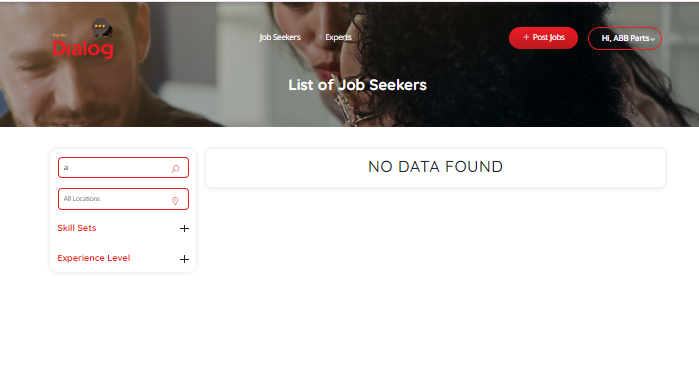 Dialog
Job Seekers
Experts
+ Post Jobs
Hi, ABB Parts
List of Job Seekers
ai
All Locations
Skill Sets
Experience Level
NO DATA FOUND